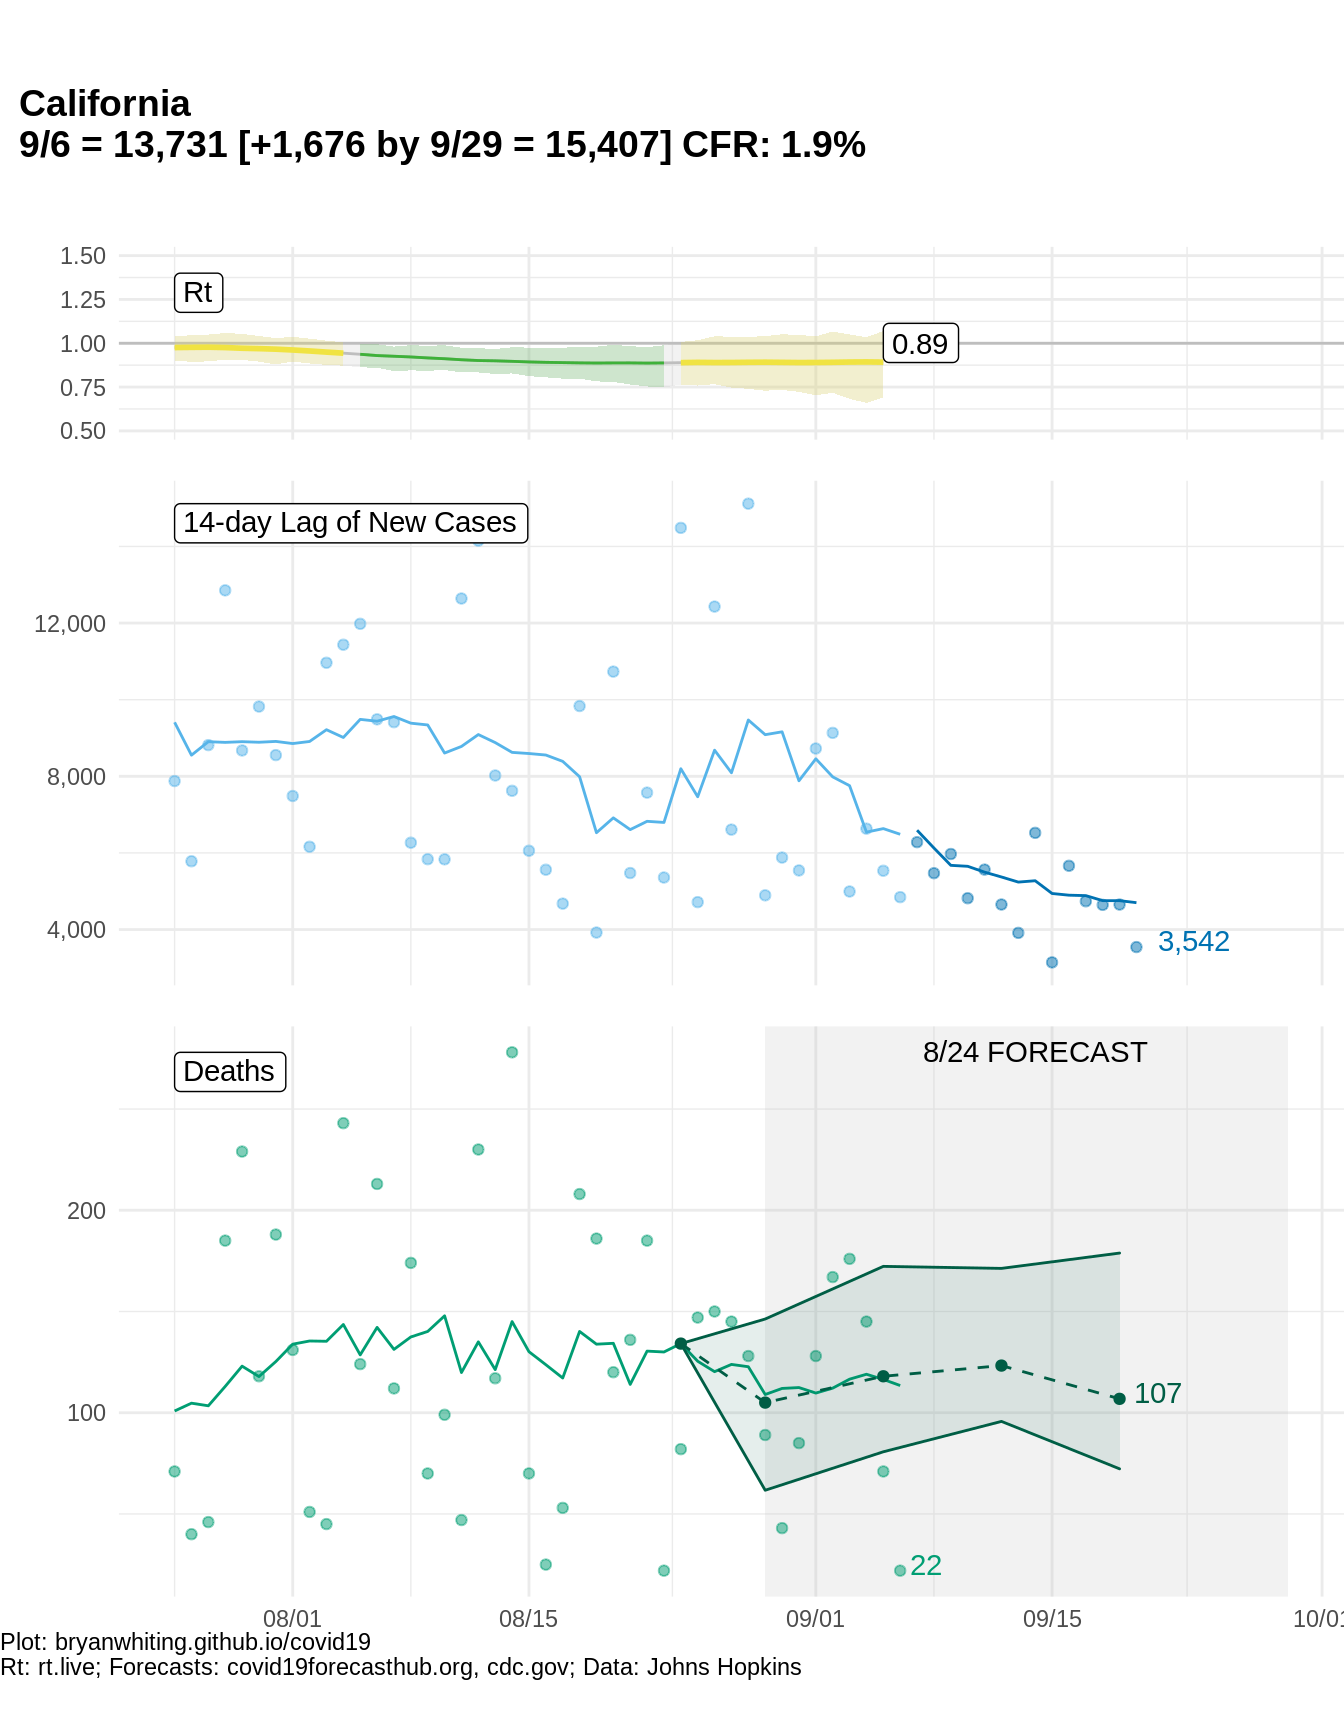 California
9/6 = 13,731 [+1,676 by 9/29 = 15,407] CFR: 1.9%
1.50
Rt
1.25
1.00
0.89
0.75
0.50
14-day Lag of New Cases
12,000
8,000
4,000
3,542
8/24 FORECAST
Deaths
200
107
100
22
08/01 08/15 09/01 09/15 10/01
Plot: bryanwhiting.github.io/covid19
Rt: rt.live; Forecasts: covid19forecasthub.org, cdc.gov; Data: Johns Hopkins